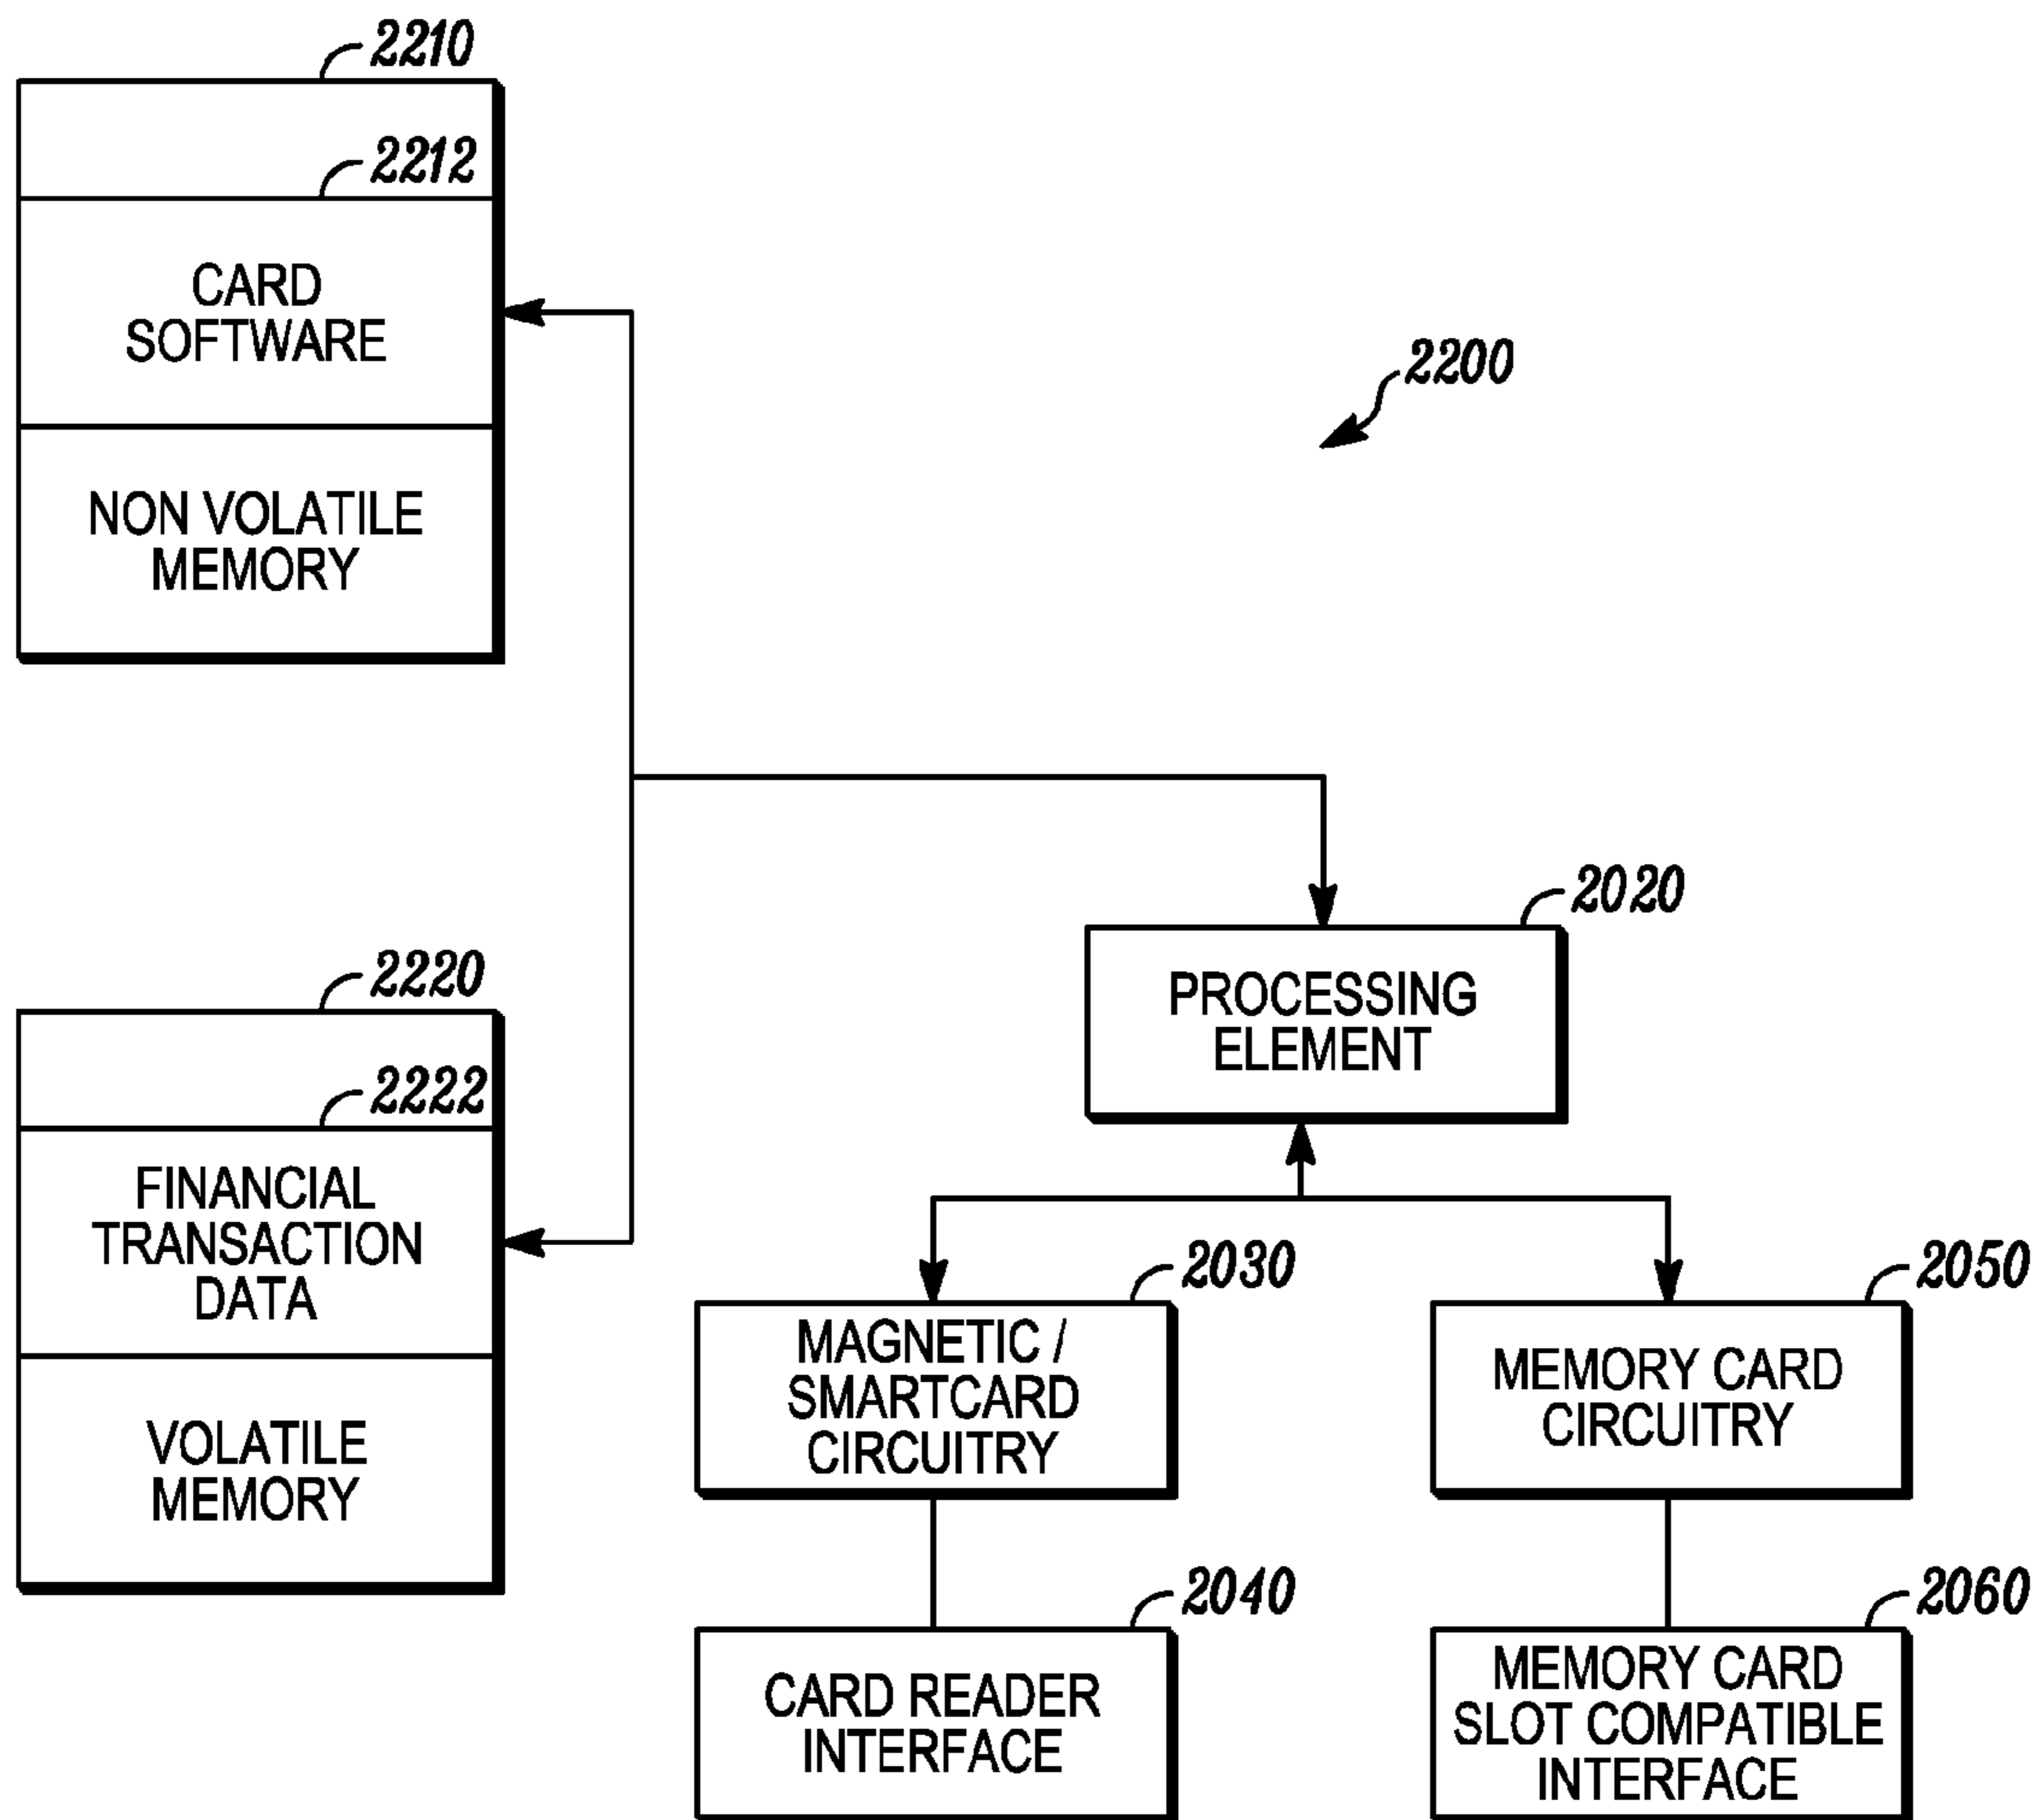 2210
2212
CARD
SOFTWARE
NON VOLATILE
MEMORY
2200
2220
2222
FINANCIAL
TRANSACTION
DATA
VOLATILE
MEMORY
2020
PROCESSING
ELEMENT
2030
MAGNETIC /
SMARTCARD
CIRCUITRY
2050
MEMORY CARD
CIRCUITRY
2040
CARD READER
INTERFACE
2060
MEMORY CARD
SLOT COMPATIBLE
INTERFACE